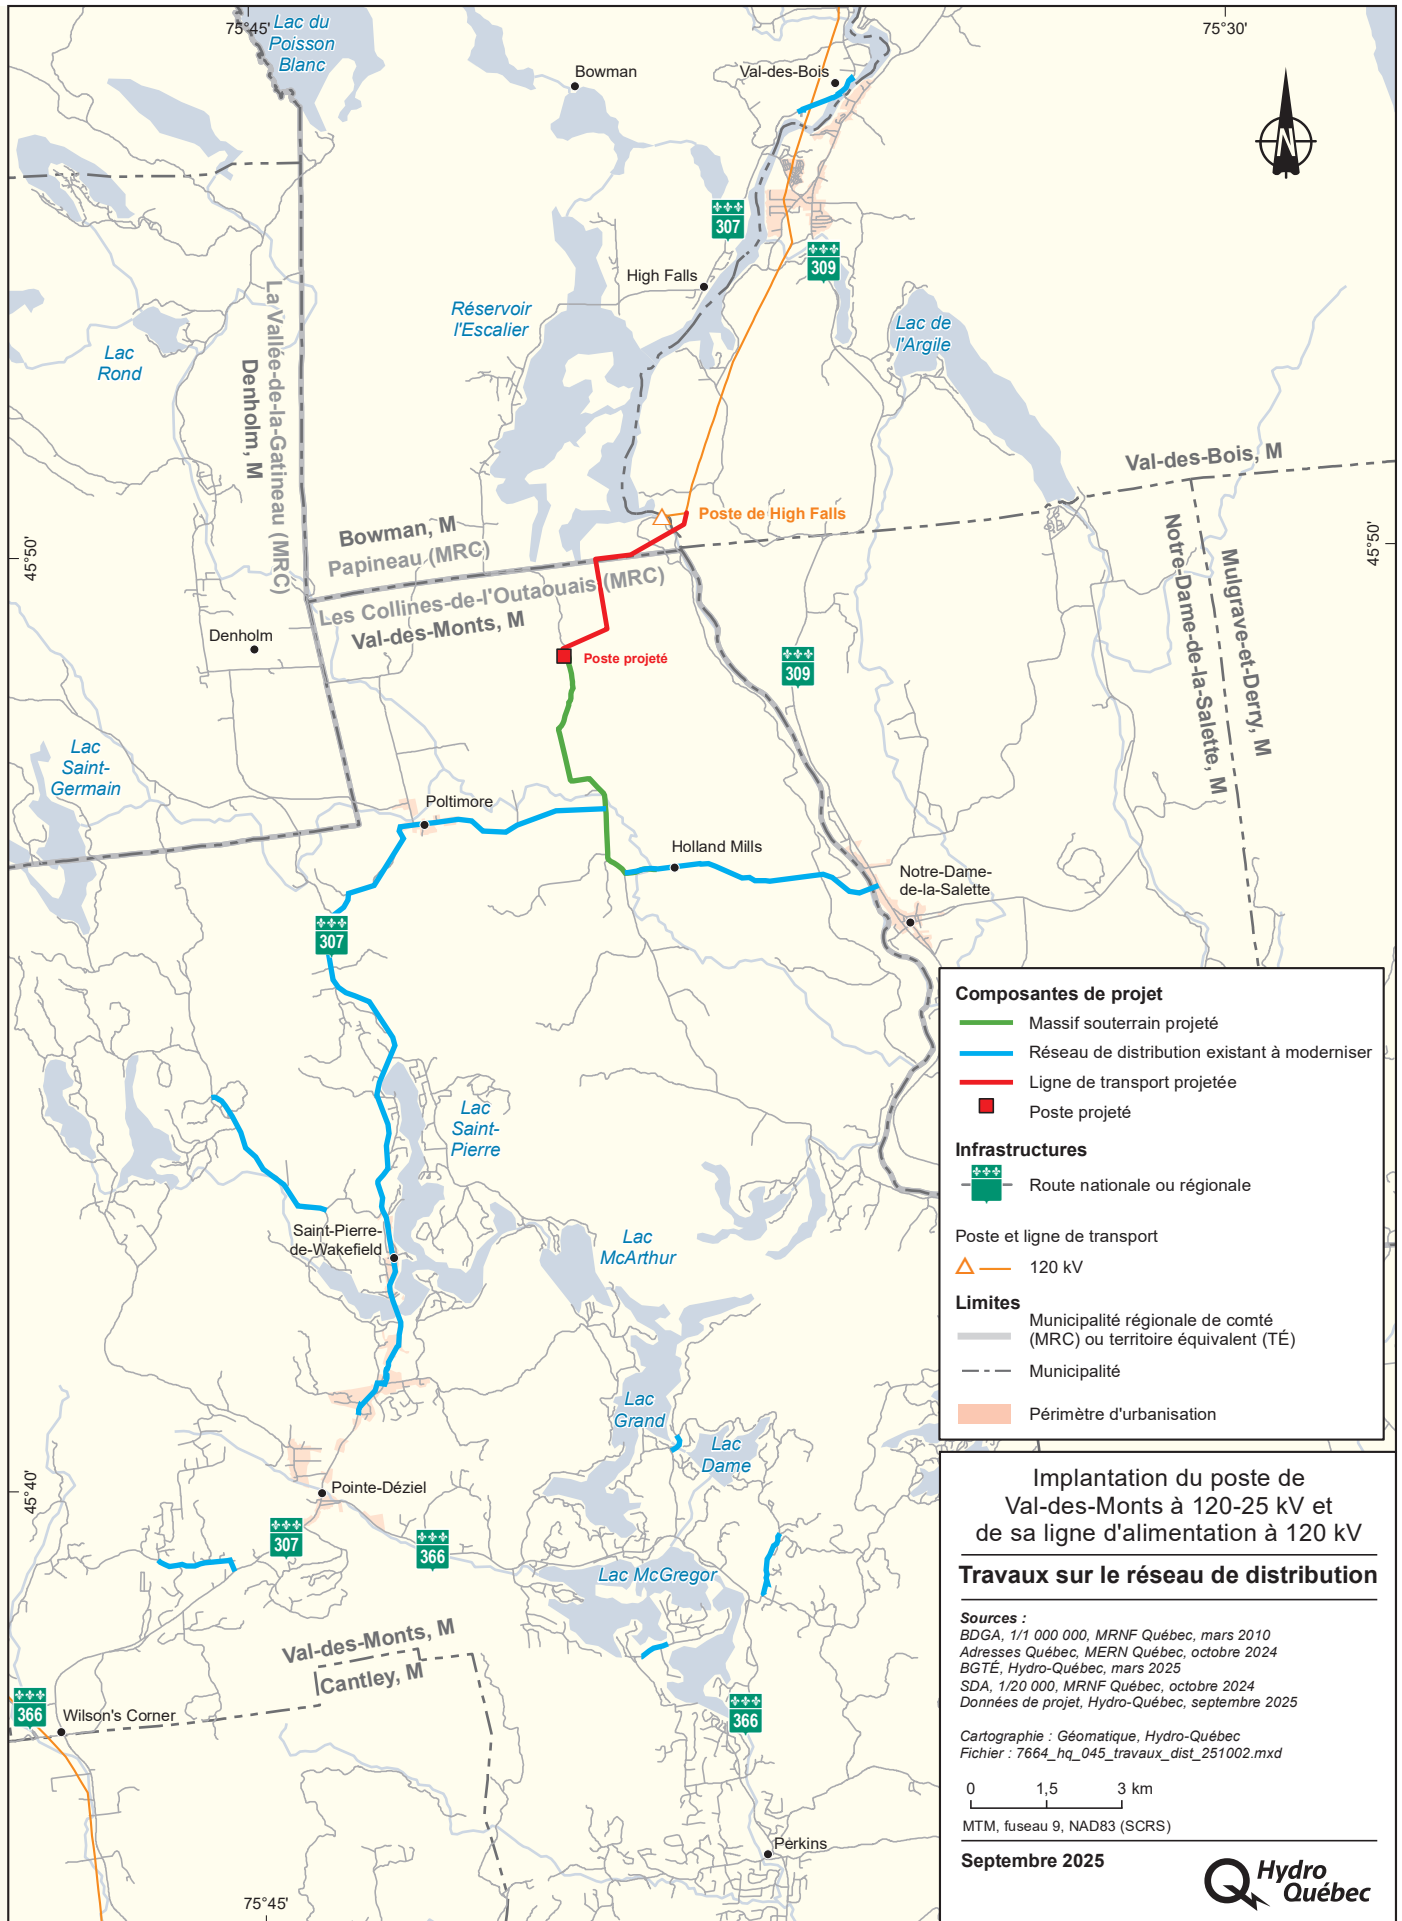 75°45'
75°30'
Lac du
Poisson
Blanc
Bowman
Val-des-Bois
307
309
High Falls
Réservoir
l'Escalier
Lac de
l'Argile
Lac
Rond
La Vallée-de-la-Gatineau (MRC)
Denholm, M
Val-des-Bois, M
Poste de High Falls
Bowman, M
Papineau (MRC)
45°50'
45°50'
Les Collines-de-l'Outaouais (MRC)
Val-des-Monts, M
Notre-Dame-de-la-Salette, M
Mulgrave-et-Derry, M
Denholm
Poste projeté
309
Lac
Saint-
Germain
Poltimore
Holland Mills
Notre-Dame-
de-la-Salette
307
Lac
Saint-
Pierre
Saint-Pierre-
de-Wakefield
Lac
McArthur
Lac
Grand
Lac
Dame
45°40'
Pointe-Déziel
307
366
Lac McGregor
Val-des-Monts, M
Cantley, M
366
Wilson's Corner
366
Perkins
75°45'
Composantes de projet
Massif souterrain projeté
Réseau de distribution existant à moderniser
Ligne de transport projetée
Poste projeté
Infrastructures
Route nationale ou régionale
Poste et ligne de transport
120 kV
Limites
Municipalité régionale de comté
(MRC) ou territoire équivalent (TÉ)
Municipalité
Périmètre d'urbanisation
Implantation du poste de
Val-des-Monts à 120-25 kV et
de sa ligne d'alimentation à 120 kV
Travaux sur le réseau de distribution
Sources :
BDGA, 1/1 000 000, MRNF Québec, mars 2010
Adresses Québec, MERN Québec, octobre 2024
BGTÉ, Hydro-Québec, mars 2025
SDA, 1/20 000, MRNF Québec, octobre 2024
Données de projet, Hydro-Québec, septembre 2025
Cartographie : Géomatique, Hydro-Québec
Fichier : 7664_hq_045_travaux_dist_251002.mxd
0 1,5 3 km
MTM, fuseau 9, NAD83 (SCRS)
Septembre 2025
Hydro
Québec
N